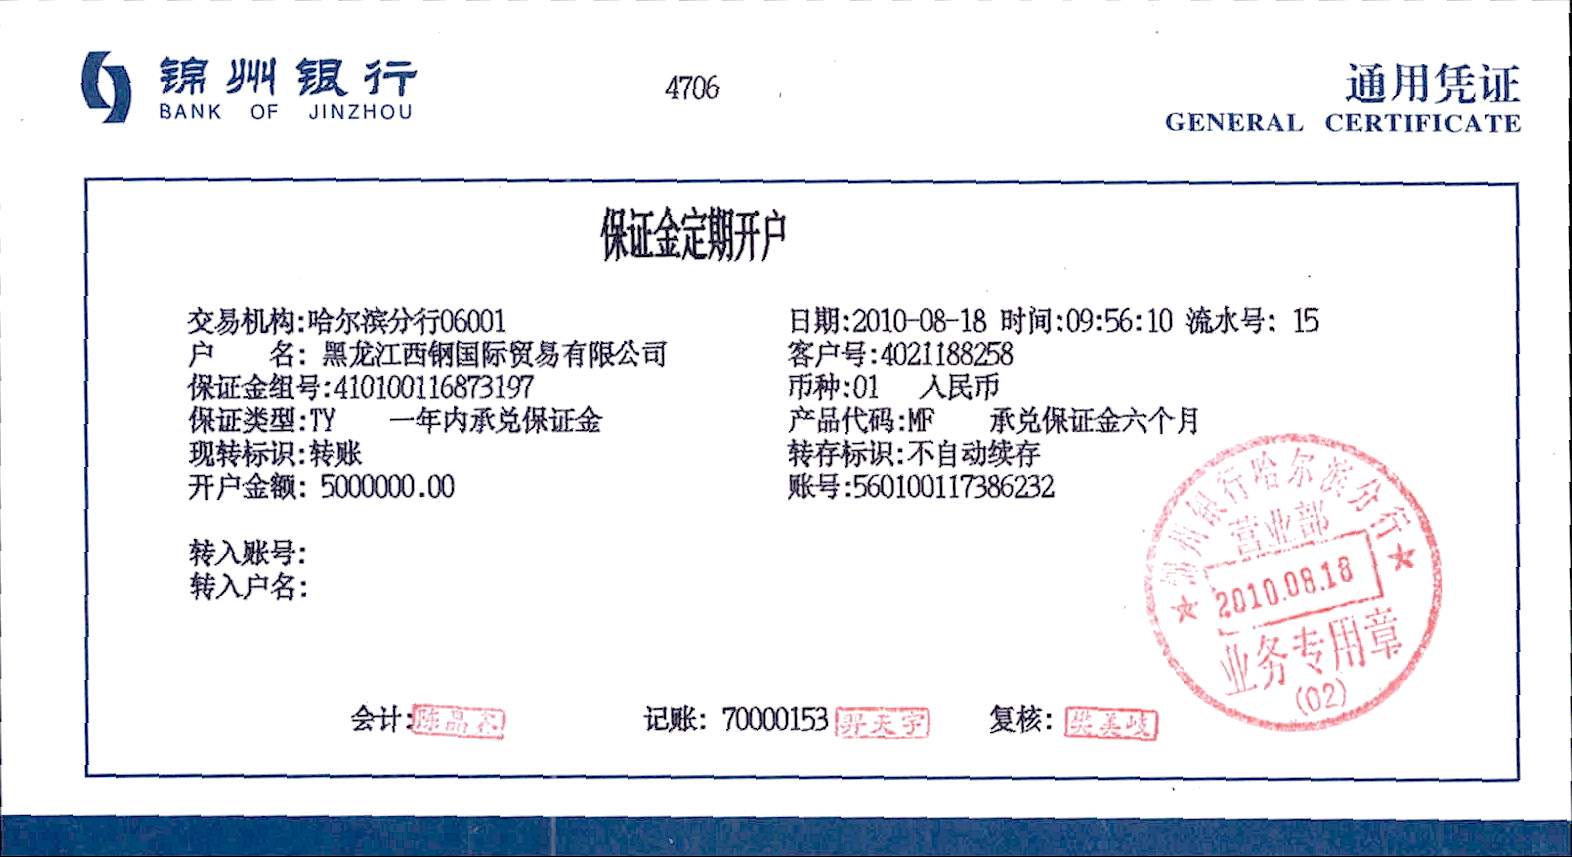 锦州银行
BANK OF JINZHOU
4706
通用凭证
GENERAL CERTIFICATE
保证金定期开户
交易机构:哈尔滨分行06001 日期:2010-08-18 时间:09:56:10 流水号: 15
户 名: 黑龙江西钢国际贸易有限公司 客户号:4021188258
保证金组号:410100116873197 币种:01 人民币
保证类型:TY 一年内承兑保证金 产品代码:MF 承兑保证金六个月
现转标识:转账 转存标识:不自动续存
开户金额: 5000000.00 账号:560100117386232
转入账号:
转入户名:
锦州银行哈尔滨分行
营业部
2010.08.18
业务专用章
(02)
会计: 记账: 70000153 复核: 樊美岐